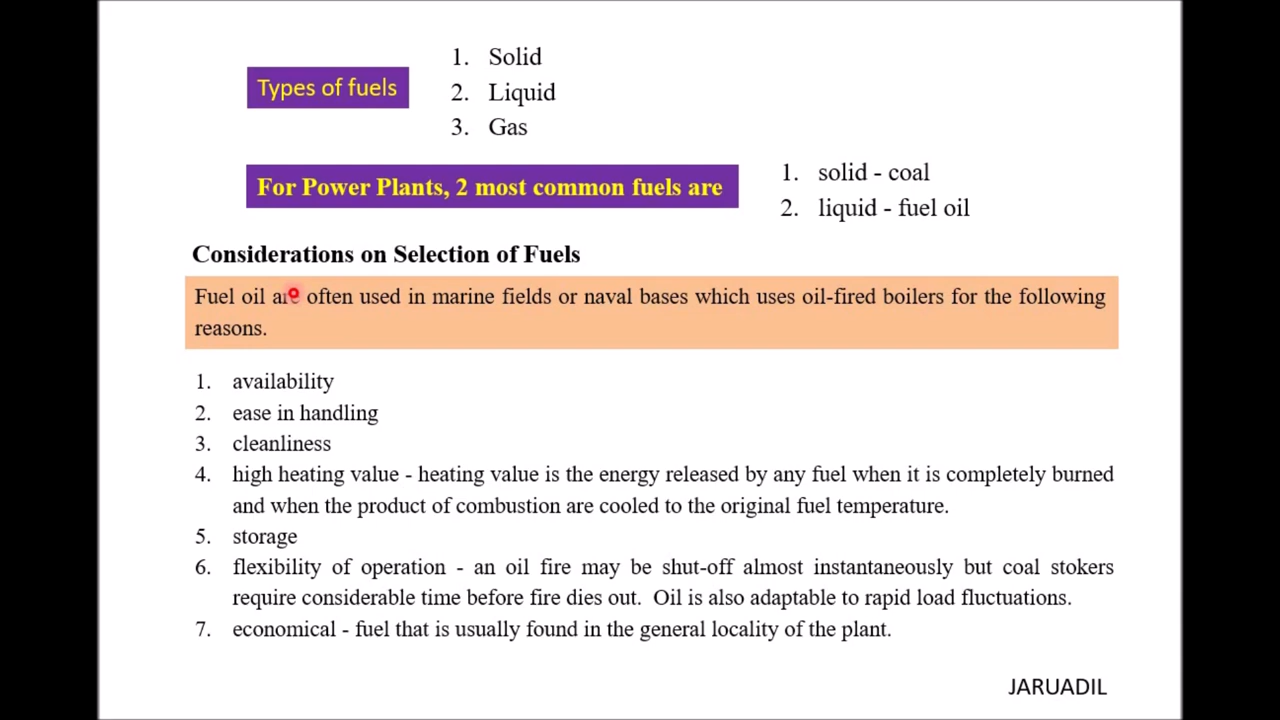 Types of fuels
1. Solid
2. Liquid
3. Gas
For Power Plants, 2 most common fuels are
1. solid - coal
2. liquid - fuel oil
Considerations on Selection of Fuels
Fuel oil are often used in marine fields or naval bases which uses oil-fired boilers for the following
reasons.
1. availability
2. ease in handling
3. cleanliness
4. high heating value - heating value is the energy released by any fuel when it is completely burned
and when the product of combustion are cooled to the original fuel temperature.
5. storage
6. flexibility of operation - an oil fire may be shut-off almost instantaneously but coal stokers
require considerable time before fire dies out. Oil is also adaptable to rapid load fluctuations.
7. economical - fuel that is usually found in the general locality of the plant.
JARUADIL